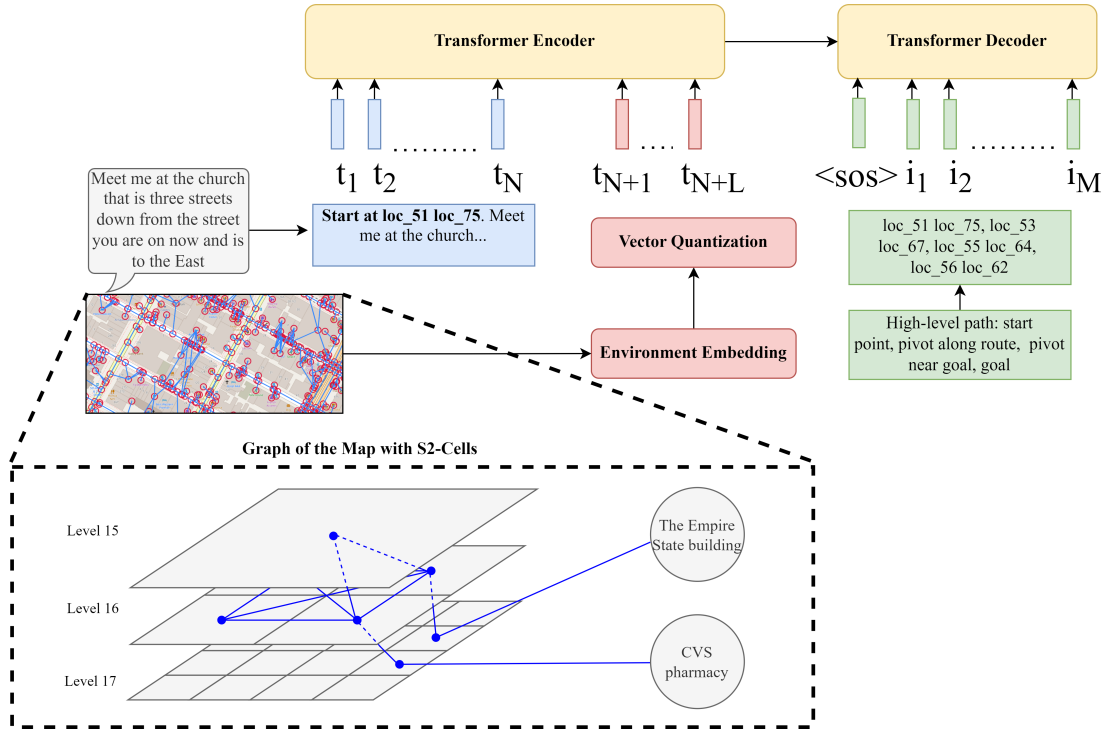 Transformer Encoder
Transformer Decoder
t1 t2 ......... tN tN+1 .... tN+L
<sos> i1 i2 ......... iM
Meet me at the church
that is three streets
down from the street
you are on now and is
to the East
Start at loc_51 loc_75. Meet
me at the church...
Vector Quantization
Environment Embedding
loc_51 loc_75, loc_53
loc_67, loc_55 loc_64,
loc_56 loc_62
High-level path: start
point, pivot along route, pivot
near goal, goal
Graph of the Map with S2-Cells
Level 15
Level 16
Level 17
The Empire
State building
CVS
pharmacy